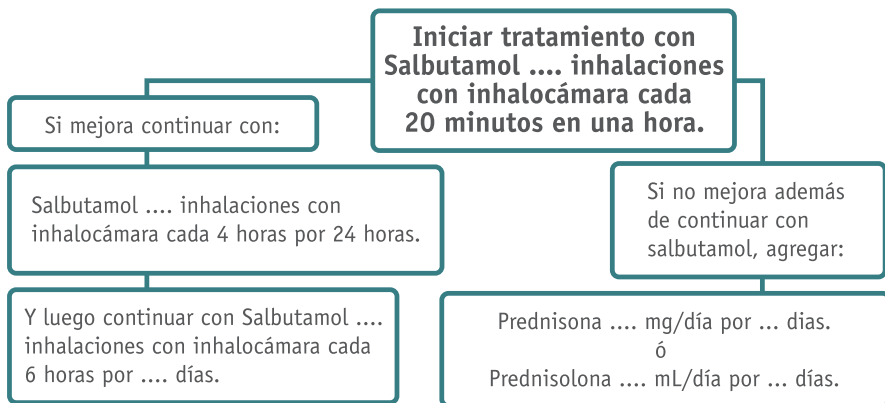 Iniciar tratamiento con
Salbutamol .... inhalaciones
con inhalocámara cada
20 minutos en una hora.
Si mejora continuar con:
Salbutamol .... inhalaciones con
inhalocámara cada 4 horas por 24 horas.
Y luego continuar con Salbutamol ....
inhalaciones con inhalocámara cada
6 horas por .... días.
Si no mejora además
de continuar con
salbutamol, agregar:
Prednisona .... mg/día por ... dias.
ó
Prednisolona .... mL/día por ... días.